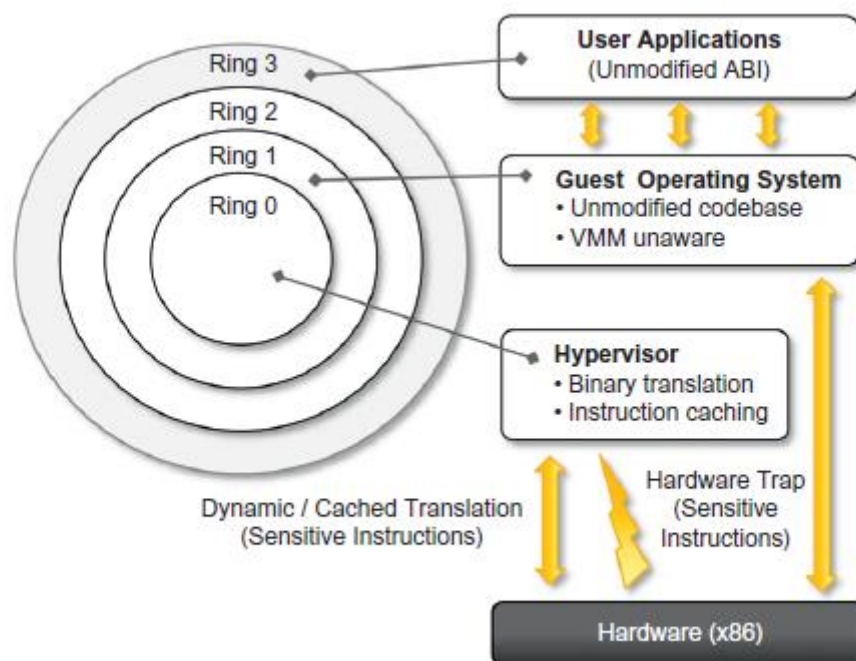 Ring 3
Ring 2
Ring 1
Ring 0
User Applications
(Unmodified ABI)
Guest Operating System
• Unmodified codebase
• VMM unaware
Hypervisor
• Binary translation
• Instruction caching
Dynamic / Cached Translation
(Sensitive Instructions)
Hardware Trap
(Sensitive
Instructions)
Hardware (x86)